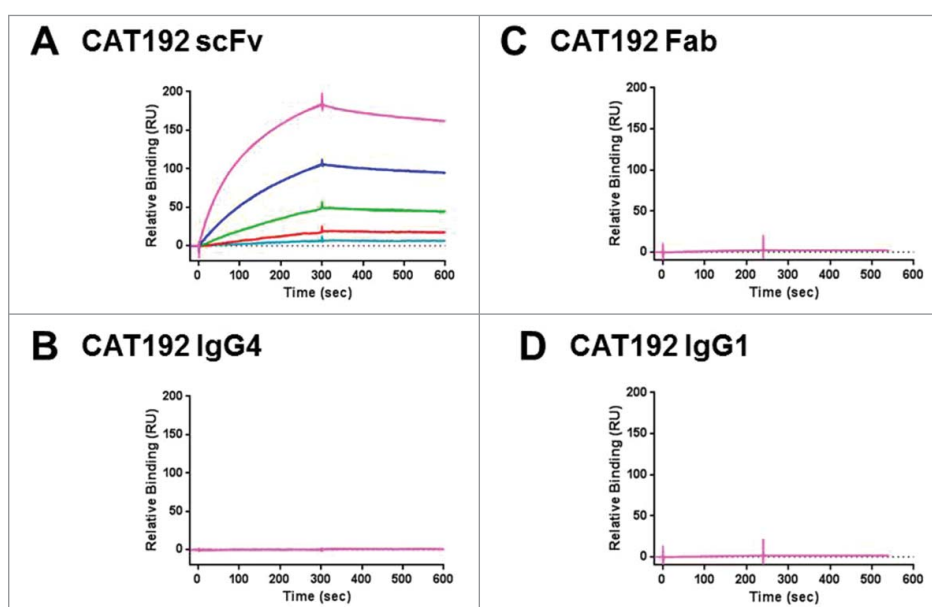 A CAT192 scFv
200
150
100
50
0
Relative Binding (RU)
0 100 200 300 400 500 600
Time (sec)
B CAT192 IgG4
200
150
100
50
0
Relative Binding (RU)
0 100 200 300 400 500 600
Time (sec)
C CAT192 Fab
200
150
100
50
0
Relative Binding (RU)
0 100 200 300 400 500 600
Time (sec)
D CAT192 IgG1
200
150
100
50
0
Relative Binding (RU)
0 100 200 300 400 500 600
Time (sec)